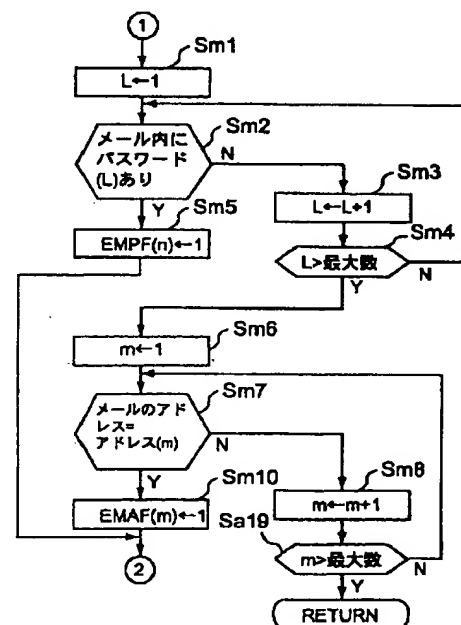 1
Sm1
L←1
Sm2
メール内に
パスワード
(L)あり
N
Sm3
L←L+1
Y
Sm5
Sm4
EMPF(n)←1
L>最大数
N
Y
Sm6
m←1
Sm7
メールのアド
レス=
アドレス(m)
N
Sm8
Y
Sm10
m←m+1
EMAF(m)←1
Sa19
m>最大数
N
2
Y
RETURN